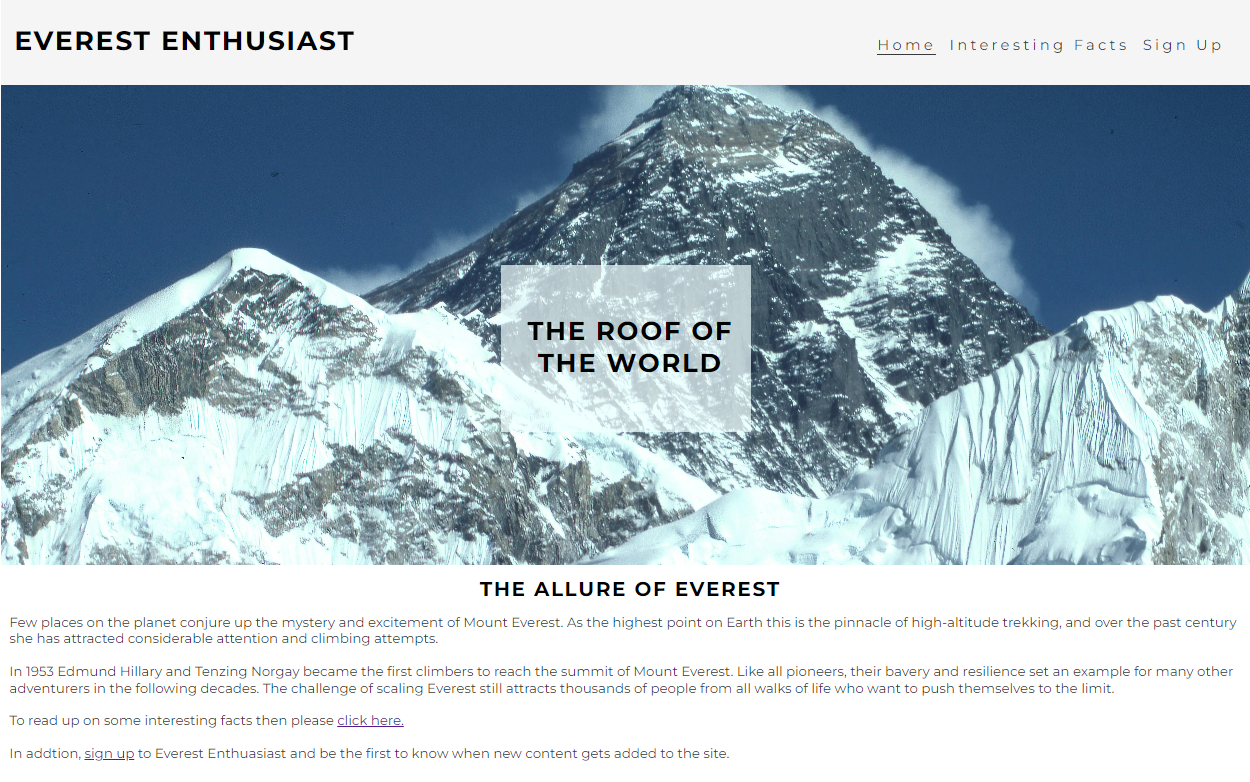 EVEREST ENTHUSIAST
Home Interesting Facts Sign Up
THE ROOF OF
THE WORLD
THE ALLURE OF EVEREST
Few places on the planet conjure up the mystery and excitement of Mount Everest. As the highest point on Earth this is the pinnacle of high-altitude trekking, and over the past century
she has attracted considerable attention and climbing attempts.
In 1953 Edmund Hillary and Tenzing Norgay became the first climbers to reach the summit of Mount Everest. Like all pioneers, their bavery and resilience set an example for many other
adventurers in the following decades. The challenge of scaling Everest still attracts thousands of people from all walks of life who want to push themselves to the limit.
To read up on some interesting facts then please click here.
In addtion, sign up to Everest Enthuasiast and be the first to know when new content gets added to the site.